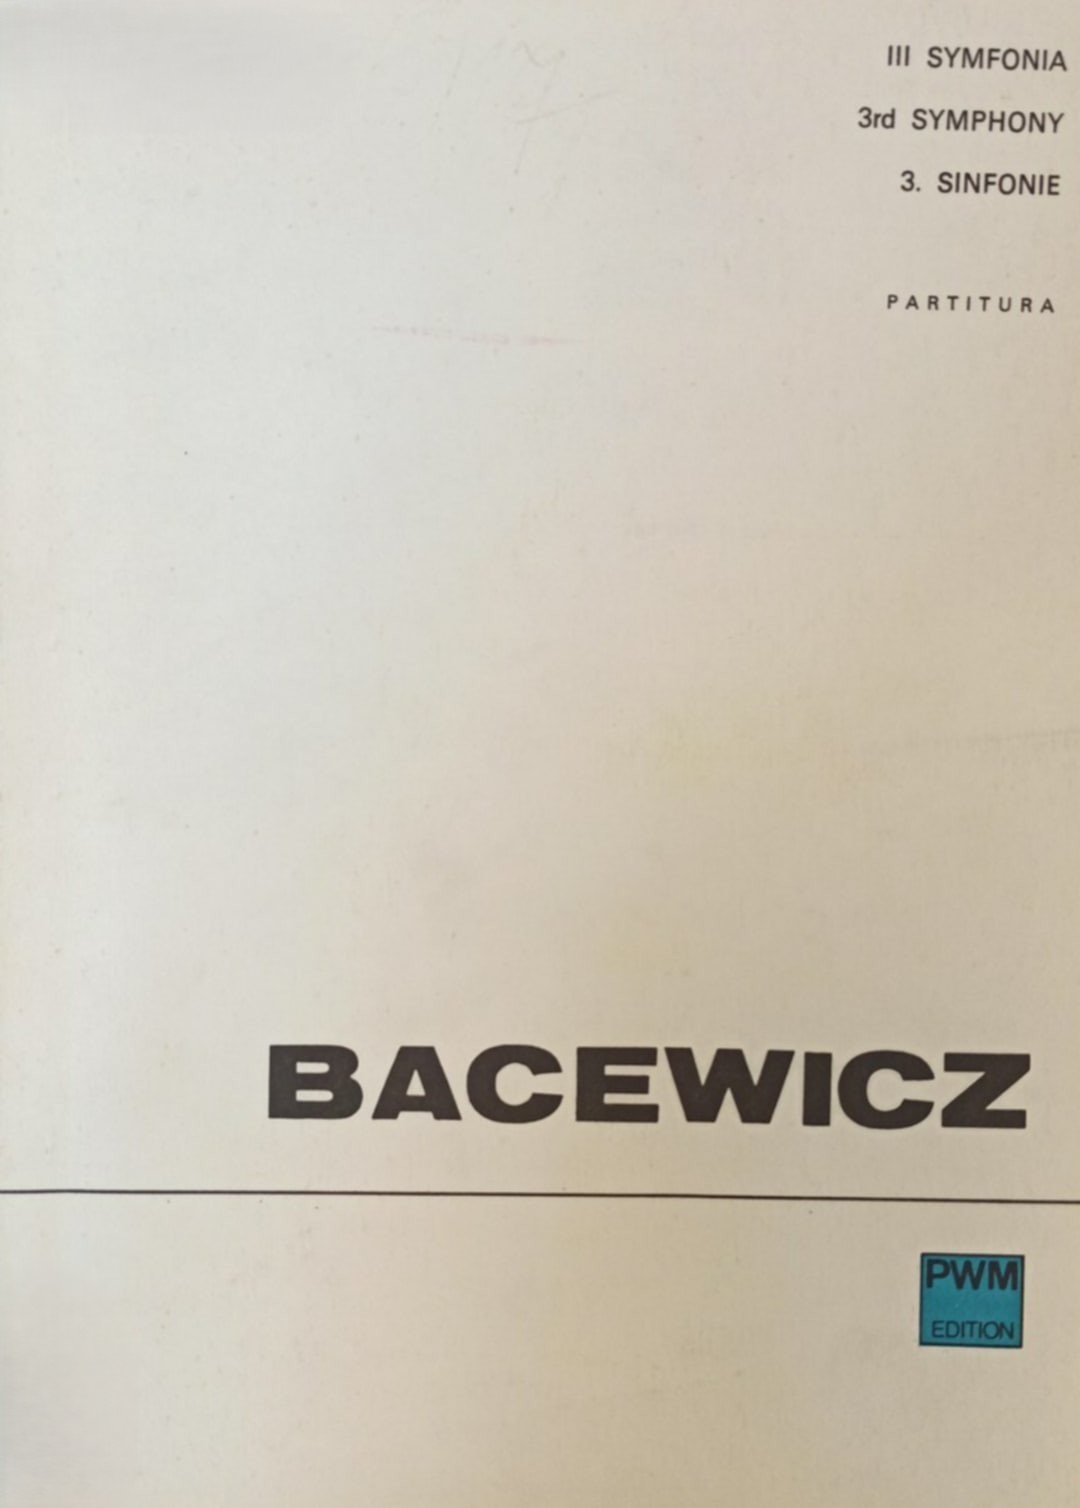 III SYMFONIA
3rd SYMPHONY
3. SINFONIE
PARTITURA
BACEWICZ
PWM
EDITION